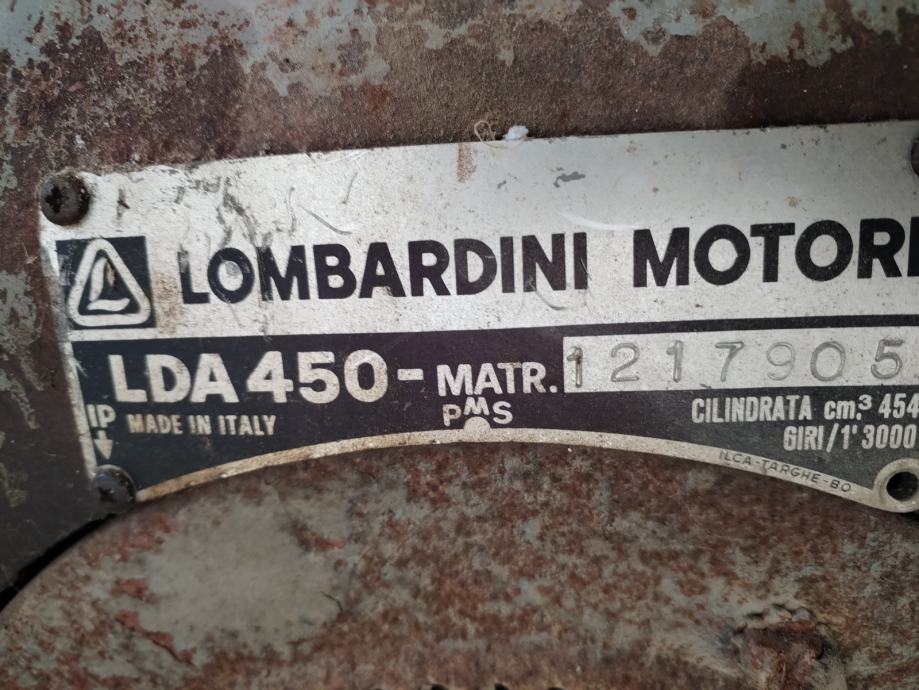 LOMBARDINI MOTORI
LDA 450 - MATR. 1217905
IP MADE IN ITALY
PMS
CILINDRATA cm³ 454
GIRI/1' 3000
ILCA-TARGHE-BO